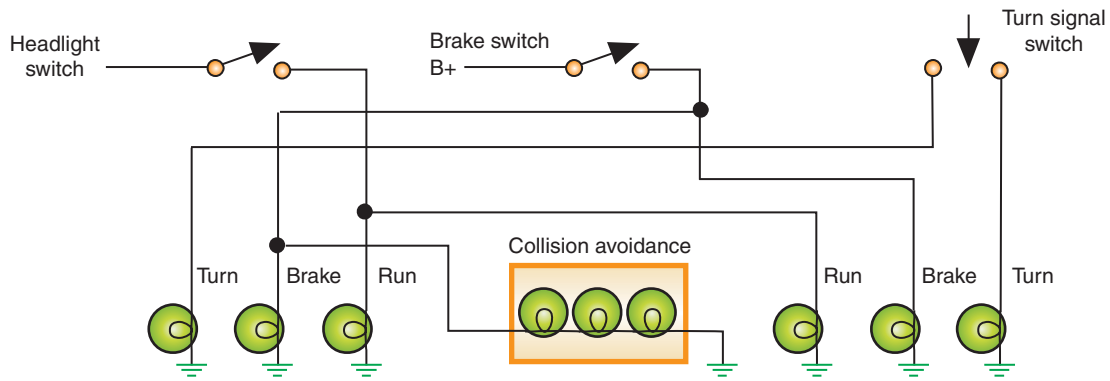 Headlight
switch
Brake switch
B+
Turn signal
switch
Collision avoidance
Turn
Brake
Run
Run
Brake
Turn